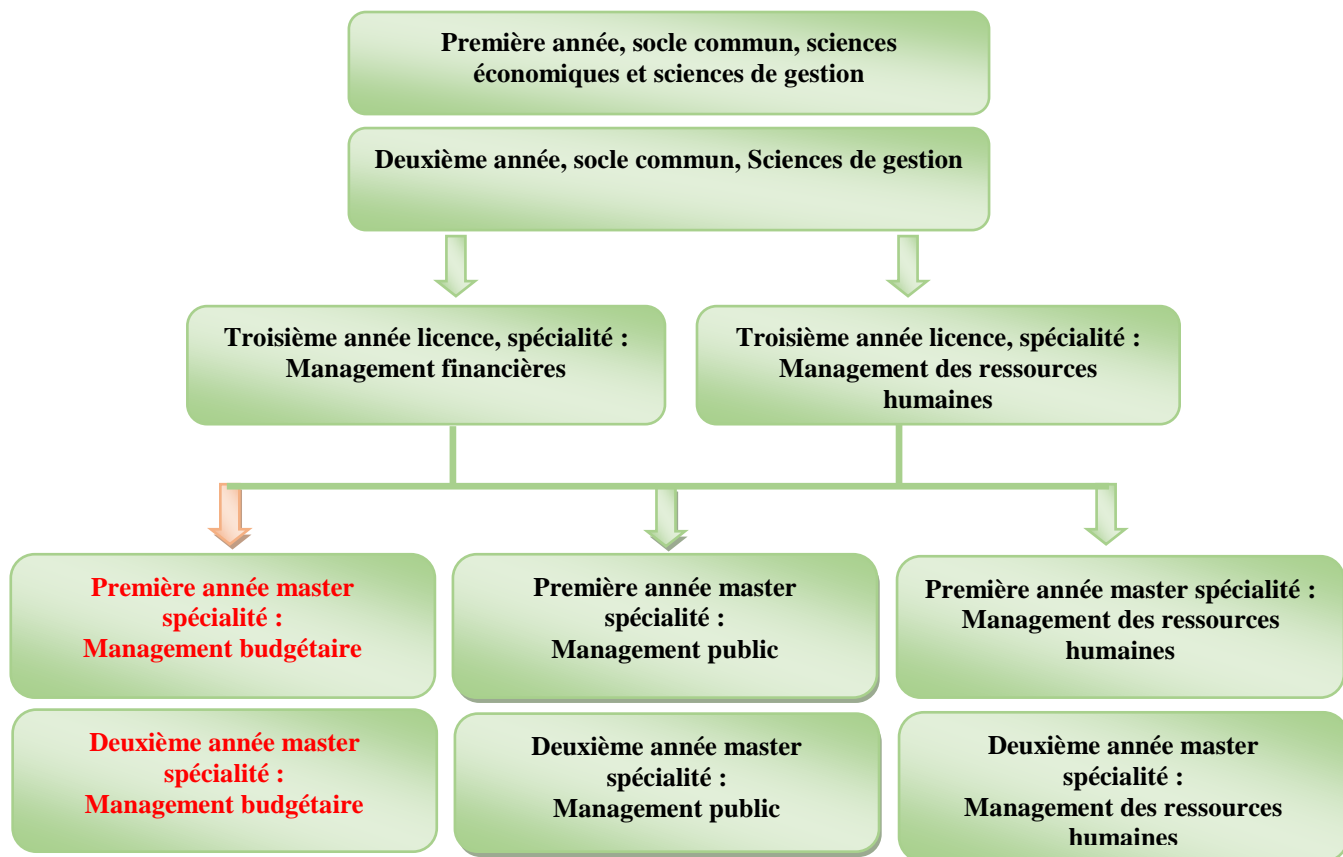 Première année, socle commun, sciences
économiques et sciences de gestion
Deuxième année, socle commun, Sciences de gestion
Troisième année licence, spécialité :
Management financières
Troisième année licence, spécialité :
Management des ressources
humaines
Première année master
spécialité :
Management budgétaire
Première année master
spécialité :
Management public
Première année master spécialité :
Management des ressources
humaines
Deuxième année master
spécialité :
Management budgétaire
Deuxième année master
spécialité :
Management public
Deuxième année master
spécialité :
Management des ressources
humaines